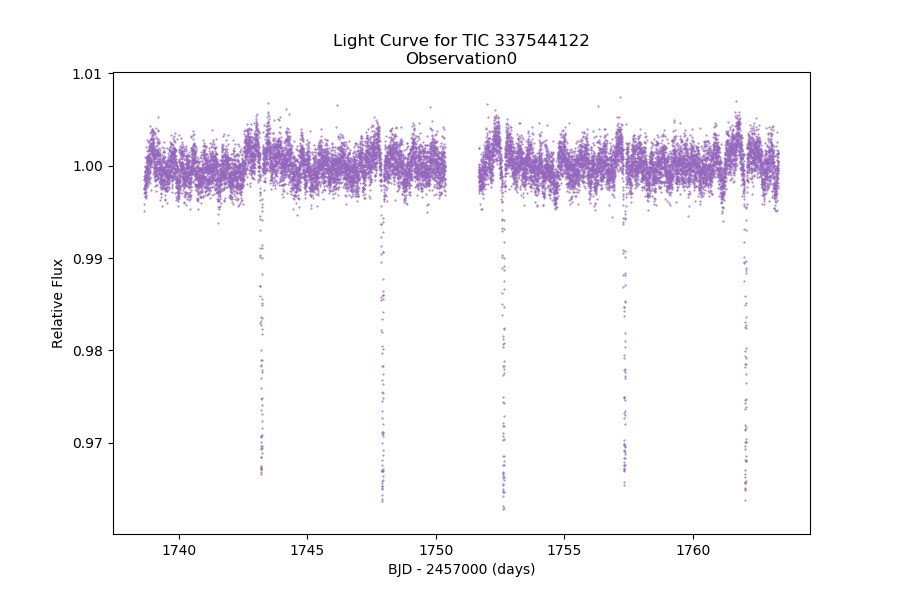 Light Curve for TIC 337544122
Observation0
1.01
1.00
0.99
0.98
0.97
Relative Flux
1740
1745
1750
1755
1760
BJD - 2457000 (days)